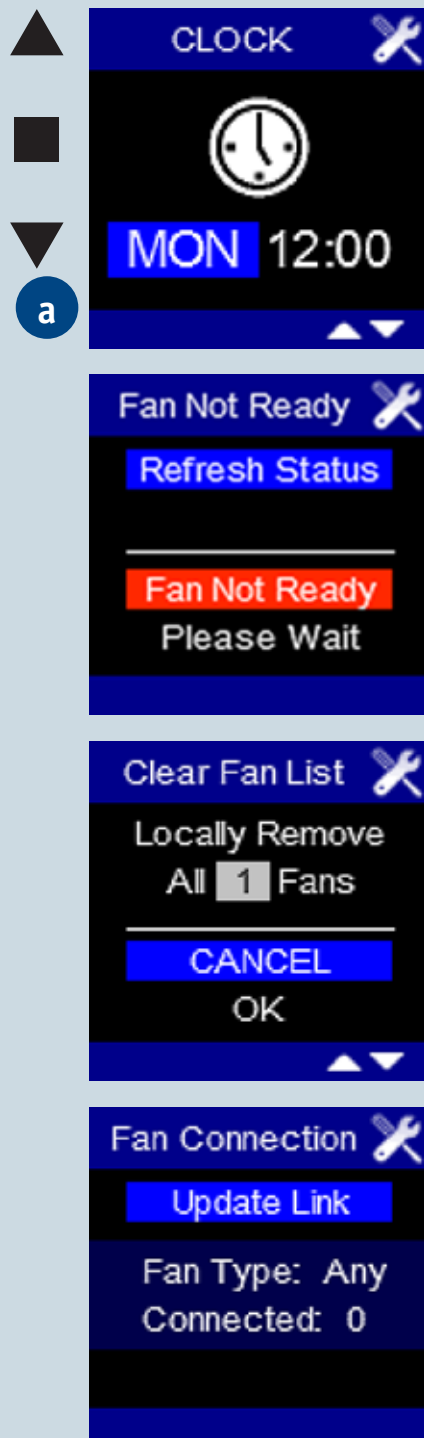 CLOCK
MON 12:00
a
Fan Not Ready
Refresh Status
Fan Not Ready
Please Wait
Clear Fan List
Locally Remove
All 1 Fans
CANCEL
OK
Fan Connection
Update Link
Fan Type: Any
Connected: 0